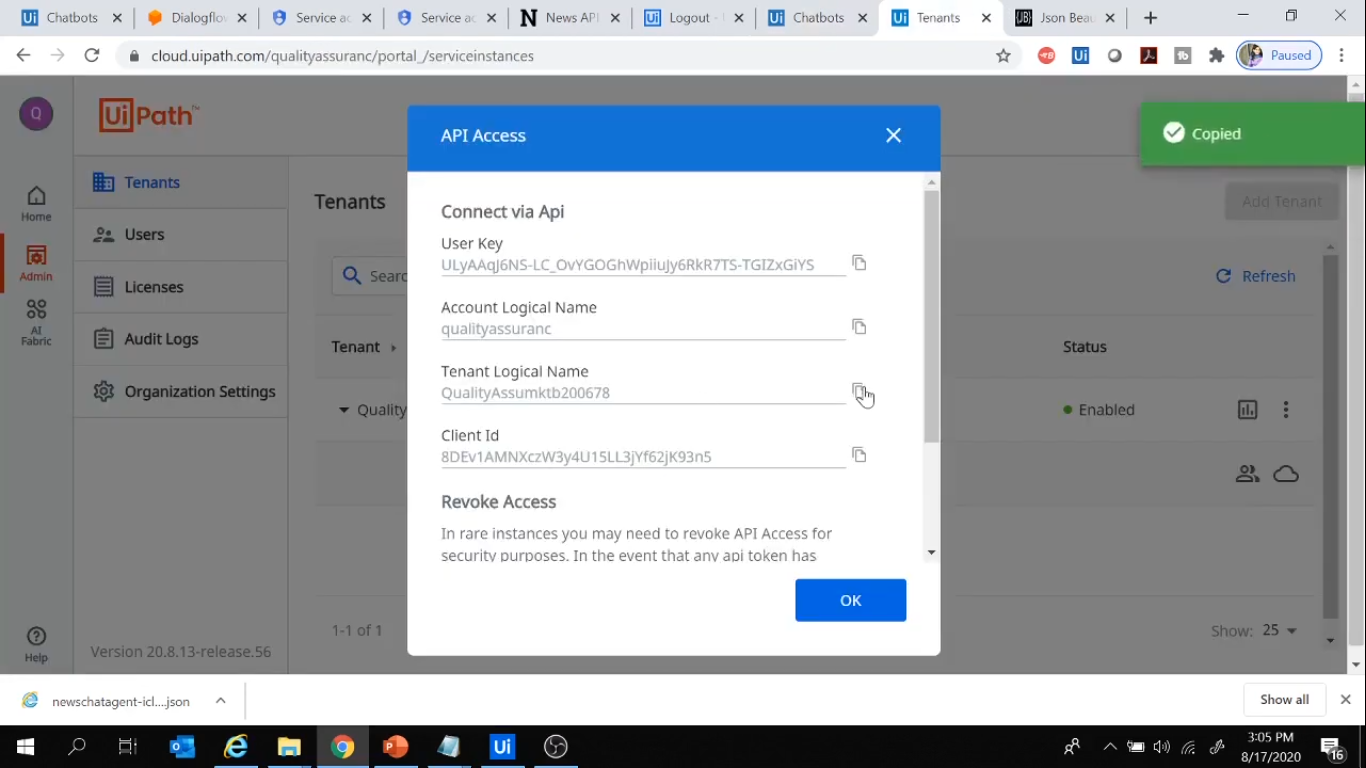 Chatbots
Dialogflo
Service ac
Service ac
News API
Logout -
Chatbots
Tenants
Json Beau
cloud.uipath.com/qualityassuranc/portal_/serviceinstances
Paused
Q
UiPath™
API Access
Copied
Home
Admin
AI
Fabric
Help
Tenants
Users
Licenses
Audit Logs
Organization Settings
Version 20.8.13-release.56
Tenants
Add Tenant
Searc
Refresh
Tenant
Status
Quality
Enabled
1-1 of 1
Show: 25
Connect via Api
User Key
ULyAAqJ6NS-LC_OvYGOGhWpiiuJy6RkR7TS-TGIZxGiYS
Account Logical Name
qualityassuranc
Tenant Logical Name
QualityAssumktb200678
Client Id
8DEv1AMNXczW3y4U15LL3jYf62jK93n5
Revoke Access
In rare instances you may need to revoke API Access for
security purposes. In the event that any api token has
OK
newschatagent-icl....json
Show all
Ui
3:05 PM
8/17/2020
16